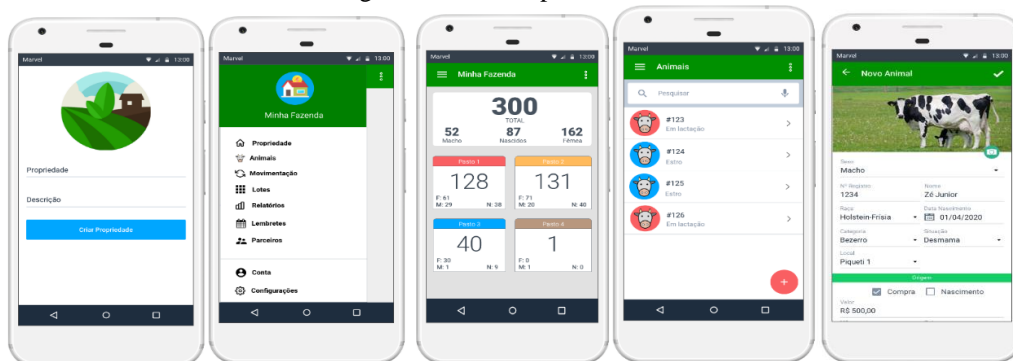 Marvel 13:00
Propriedade
Descrição
Criar Propriedade
Marvel 13:00
Minha Fazenda
Propriedade
Animais
Movimentação
Lotes
Relatórios
Lembretes
Parceiros
Conta
Configurações
Marvel 13:00
Minha Fazenda
300
TOTAL
52 87 162
Macho Nascidos Fêmea
Pasto 1
128
F: 61
M: 29 N: 38
131
F: 71
M: 20 N: 40
Pasto 3
40
F: 30
M: 1 N: 9
Pasto 4
1
F: 0
M: 1 N: 0
Marvel 13:00
Animais
Pesquisar
#123
Em lactação
#124
Estro
#125
Estro
#126
Em lactação
Marvel 13:00
Novo Animal
Sexo
Macho
Nº Registro Nome
1234 Zé Junior
Raça Data Nascimento
Holstein-Frísia 01/04/2020
Categoria Situação
Bezerro Desmama
Local
Piqueti 1
Origem
Compra Nascimento
Valor
R$ 500,00